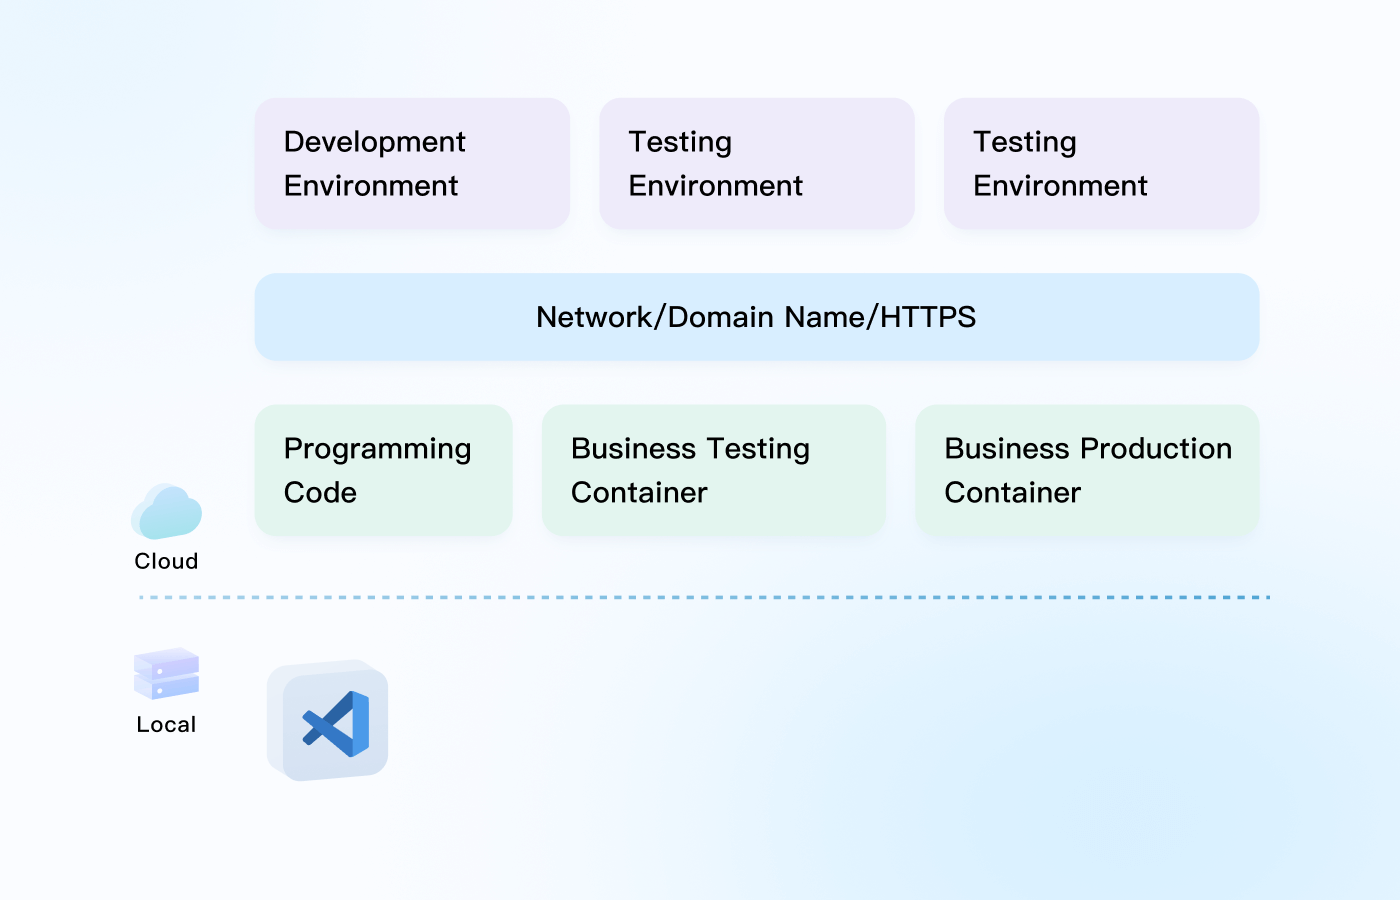 Development
Environment
Testing
Environment
Testing
Environment
Network/Domain Name/HTTPS
Programming
Code
Business Testing
Container
Business Production
Container
Cloud
Local